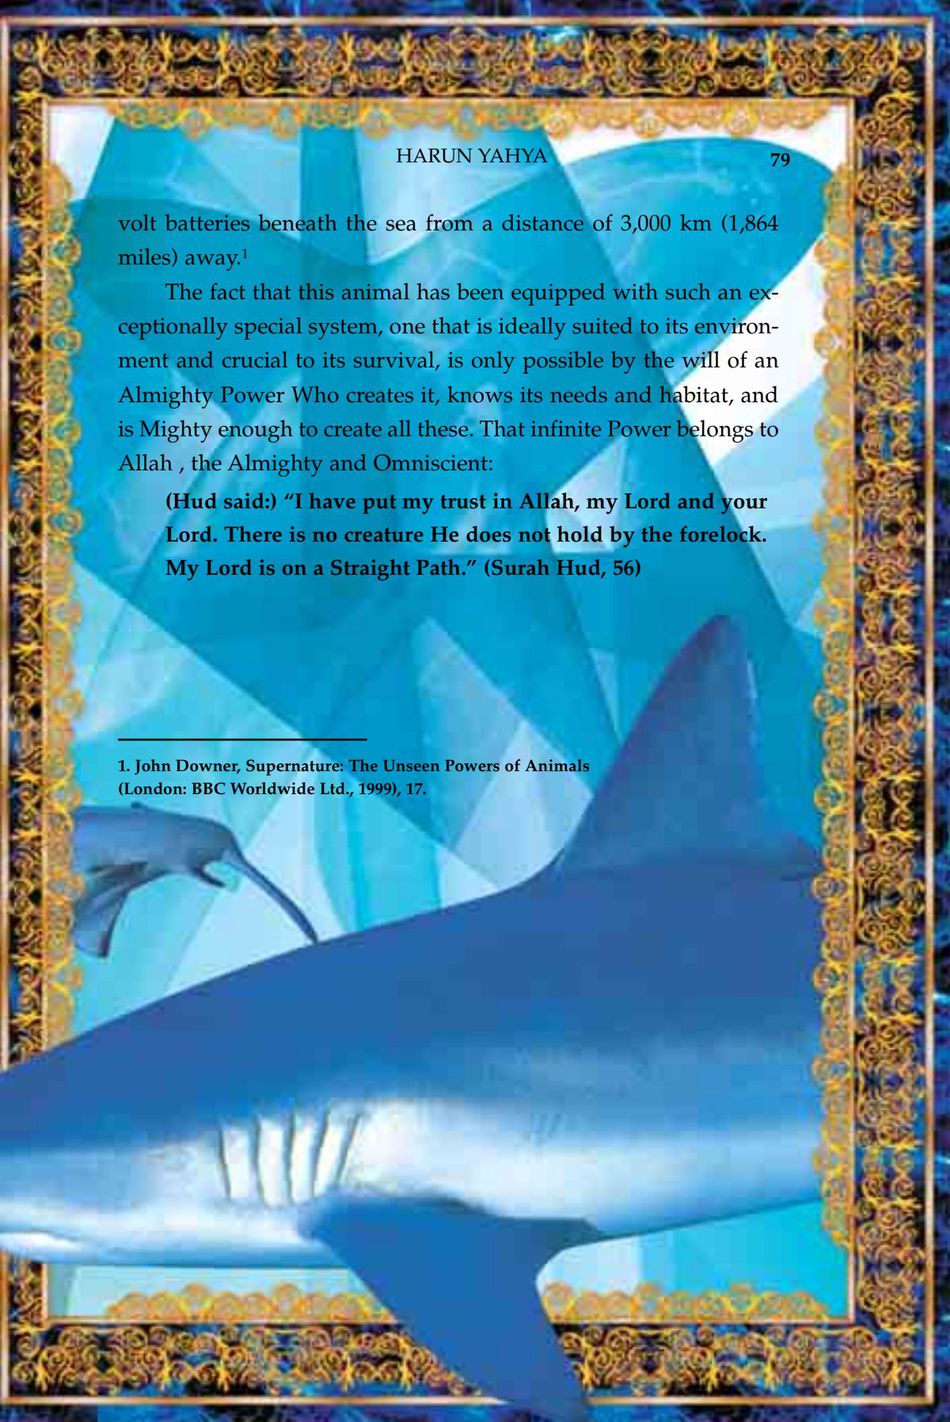 HARUN YAHYA 79
volt batteries beneath the sea from a distance of 3,000 km (1,864
miles) away.1
The fact that this animal has been equipped with such an ex-
ceptionally special system, one that is ideally suited to its environ-
ment and crucial to its survival, is only possible by the will of an
Almighty Power Who creates it, knows its needs and habitat, and
is Mighty enough to create all these. That infinite Power belongs to
Allah , the Almighty and Omniscient:
(Hud said:) “I have put my trust in Allah, my Lord and your
Lord. There is no creature He does not hold by the forelock.
My Lord is on a Straight Path.” (Surah Hud, 56)
1. John Downer, Supernature: The Unseen Powers of Animals
(London: BBC Worldwide Ltd., 1999), 17.